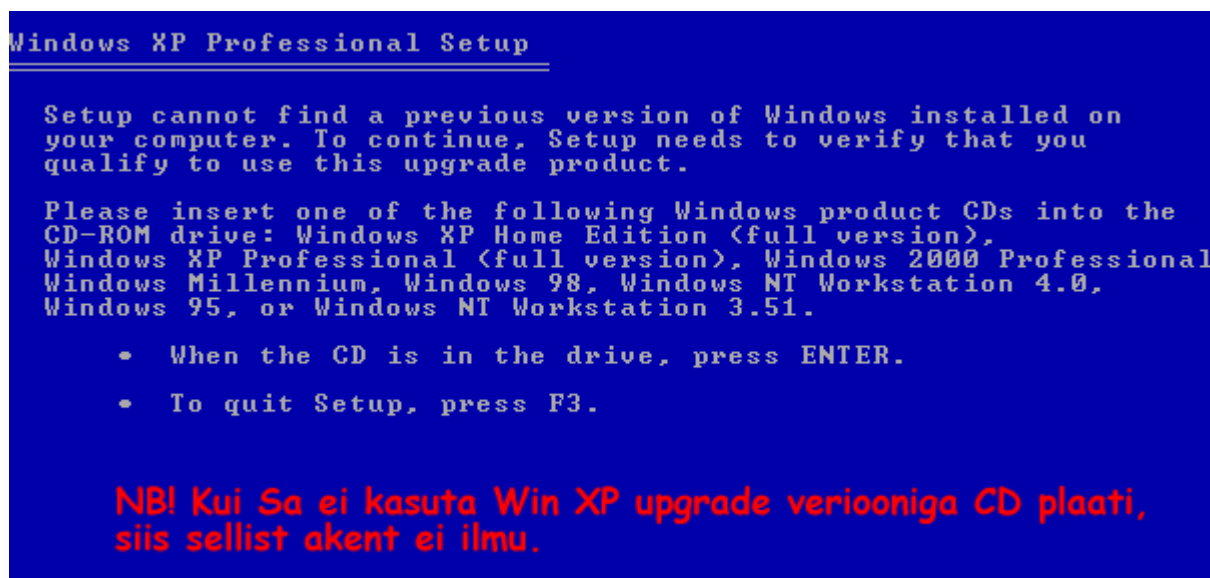 Windows XP Professional Setup
Setup cannot find a previous version of Windows installed on
your computer. To continue, Setup needs to verify that you
qualify to use this upgrade product.
Please insert one of the following Windows product CDs into the
CD-ROM drive: Windows XP Home Edition (full version),
Windows XP Professional (full version), Windows 2000 Professional
Windows Millennium, Windows 98, Windows NT Workstation 4.0,
Windows 95, or Windows NT Workstation 3.51.
• When the CD is in the drive, press ENTER.
• To quit Setup, press F3.
NB! Kui Sa ei kasuta Win XP upgrade veriooniga CD plaati,
siis sellist akent ei ilmu.